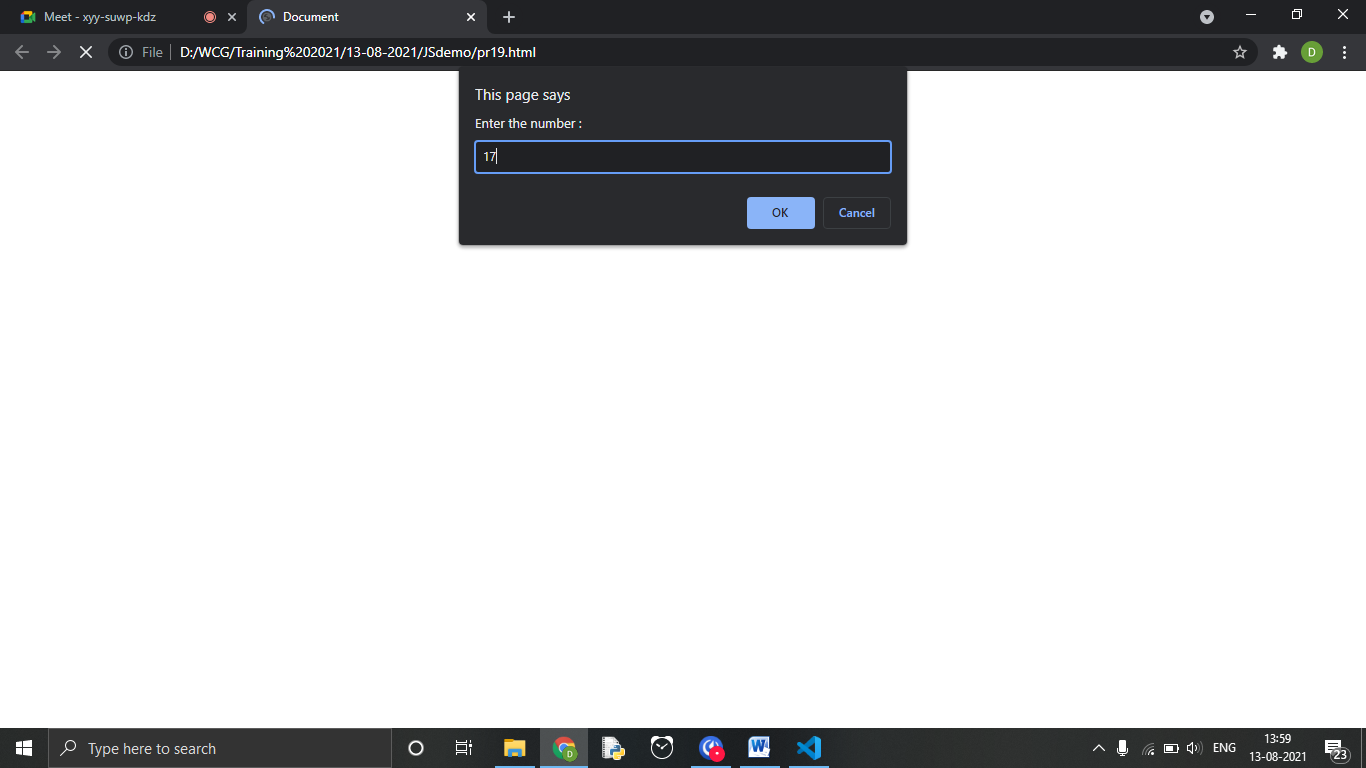 Meet - xyy-suwp-kdz
Document
File
D:/WCG/Training%202021/13-08-2021/JSdemo/pr19.html
D
This page says
Enter the number :
17
OK
Cancel
Type here to search
D
W
ENG
13:59
13-08-2021
23